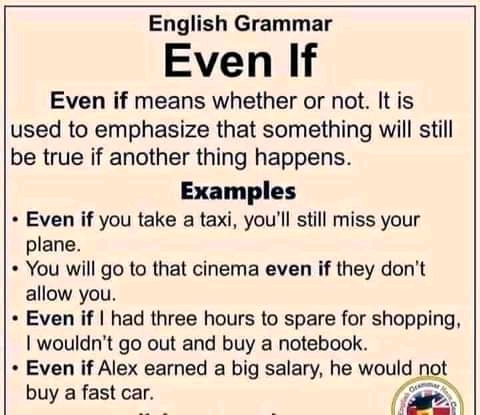 English Grammar
Even If
Even if means whether or not. It is
used to emphasize that something will still
be true if another thing happens.
Examples
• Even if you take a taxi, you'll still miss your
plane.
• You will go to that cinema even if they don't
allow you.
• Even if I had three hours to spare for shopping,
I wouldn't go out and buy a notebook.
• Even if Alex earned a big salary, he would not
buy a fast car.
Grammar